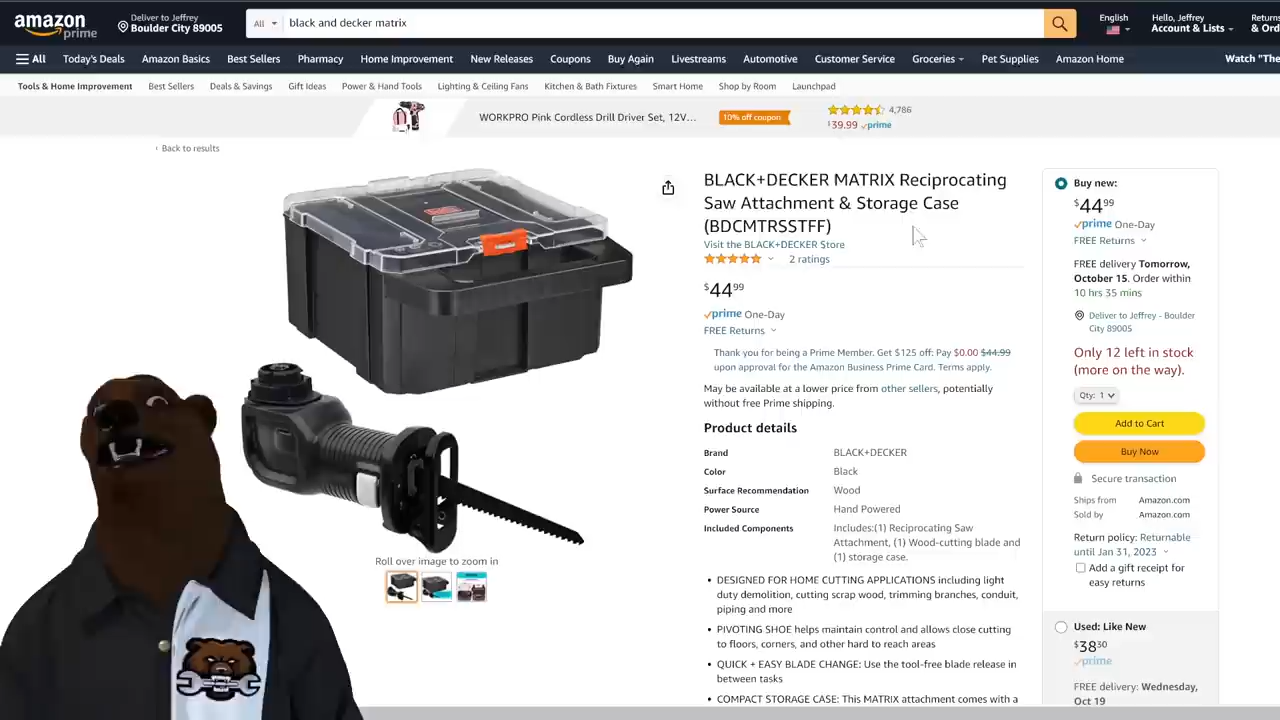 amazon
prime
Deliver to Jeffrey
Boulder City 89005
All
black and decker matrix
English
Hello, Jeffrey
Account & Lists
Returns
& Ord
All
Today's Deals
Amazon Basics
Best Sellers
Pharmacy
Home Improvement
New Releases
Coupons
Buy Again
Livestreams
Automotive
Customer Service
Groceries
Pet Supplies
Amazon Home
Watch "The
Tools & Home Improvement
Best Sellers
Deals & Savings
Gift Ideas
Power & Hand Tools
Lighting & Ceiling Fans
Kitchen & Bath Fixtures
Smart Home
Shop by Room
Launchpad
WORKPRO Pink Cordless Drill Driver Set, 12V...
10% off coupon
4,786
$39.99 prime
‹ Back to results
BLACK+DECKER MATRIX Reciprocating
Saw Attachment & Storage Case
(BDCMTRSSTFF)
Visit the BLACK+DECKER Store
2 ratings
$44 99
prime One-Day
FREE Returns
Thank you for being a Prime Member. Get $125 off: Pay $0.00 $44.99
upon approval for the Amazon Business Prime Card. Terms apply.
May be available at a lower price from other sellers, potentially
without free Prime shipping.
Product details
Brand BLACK+DECKER
Color Black
Surface Recommendation Wood
Power Source Hand Powered
Included Components Includes:(1) Reciprocating Saw
Attachment, (1) Wood-cutting blade and
(1) storage case.
• DESIGNED FOR HOME CUTTING APPLICATIONS including light
duty demolition, cutting scrap wood, trimming branches, conduit,
piping and more
• PIVOTING SHOE helps maintain control and allows close cutting
to floors, corners, and other hard to reach areas
• QUICK + EASY BLADE CHANGE: Use the tool-free blade release in
between tasks
• COMPACT STORAGE CASE: This MATRIX attachment comes with a
Roll over image to zoom in
Buy new:
$44 99
prime One-Day
FREE Returns
FREE delivery Tomorrow,
October 15. Order within
10 hrs 35 mins
Deliver to Jeffrey - Boulder
City 89005
Only 12 left in stock
(more on the way).
Qty: 1
Add to Cart
Buy Now
Secure transaction
Ships from Amazon.com
Sold by Amazon.com
Return policy: Returnable
until Jan 31, 2023
Add a gift receipt for
easy returns
Used: Like New
$38 30
prime
FREE delivery: Wednesday,
Oct 19